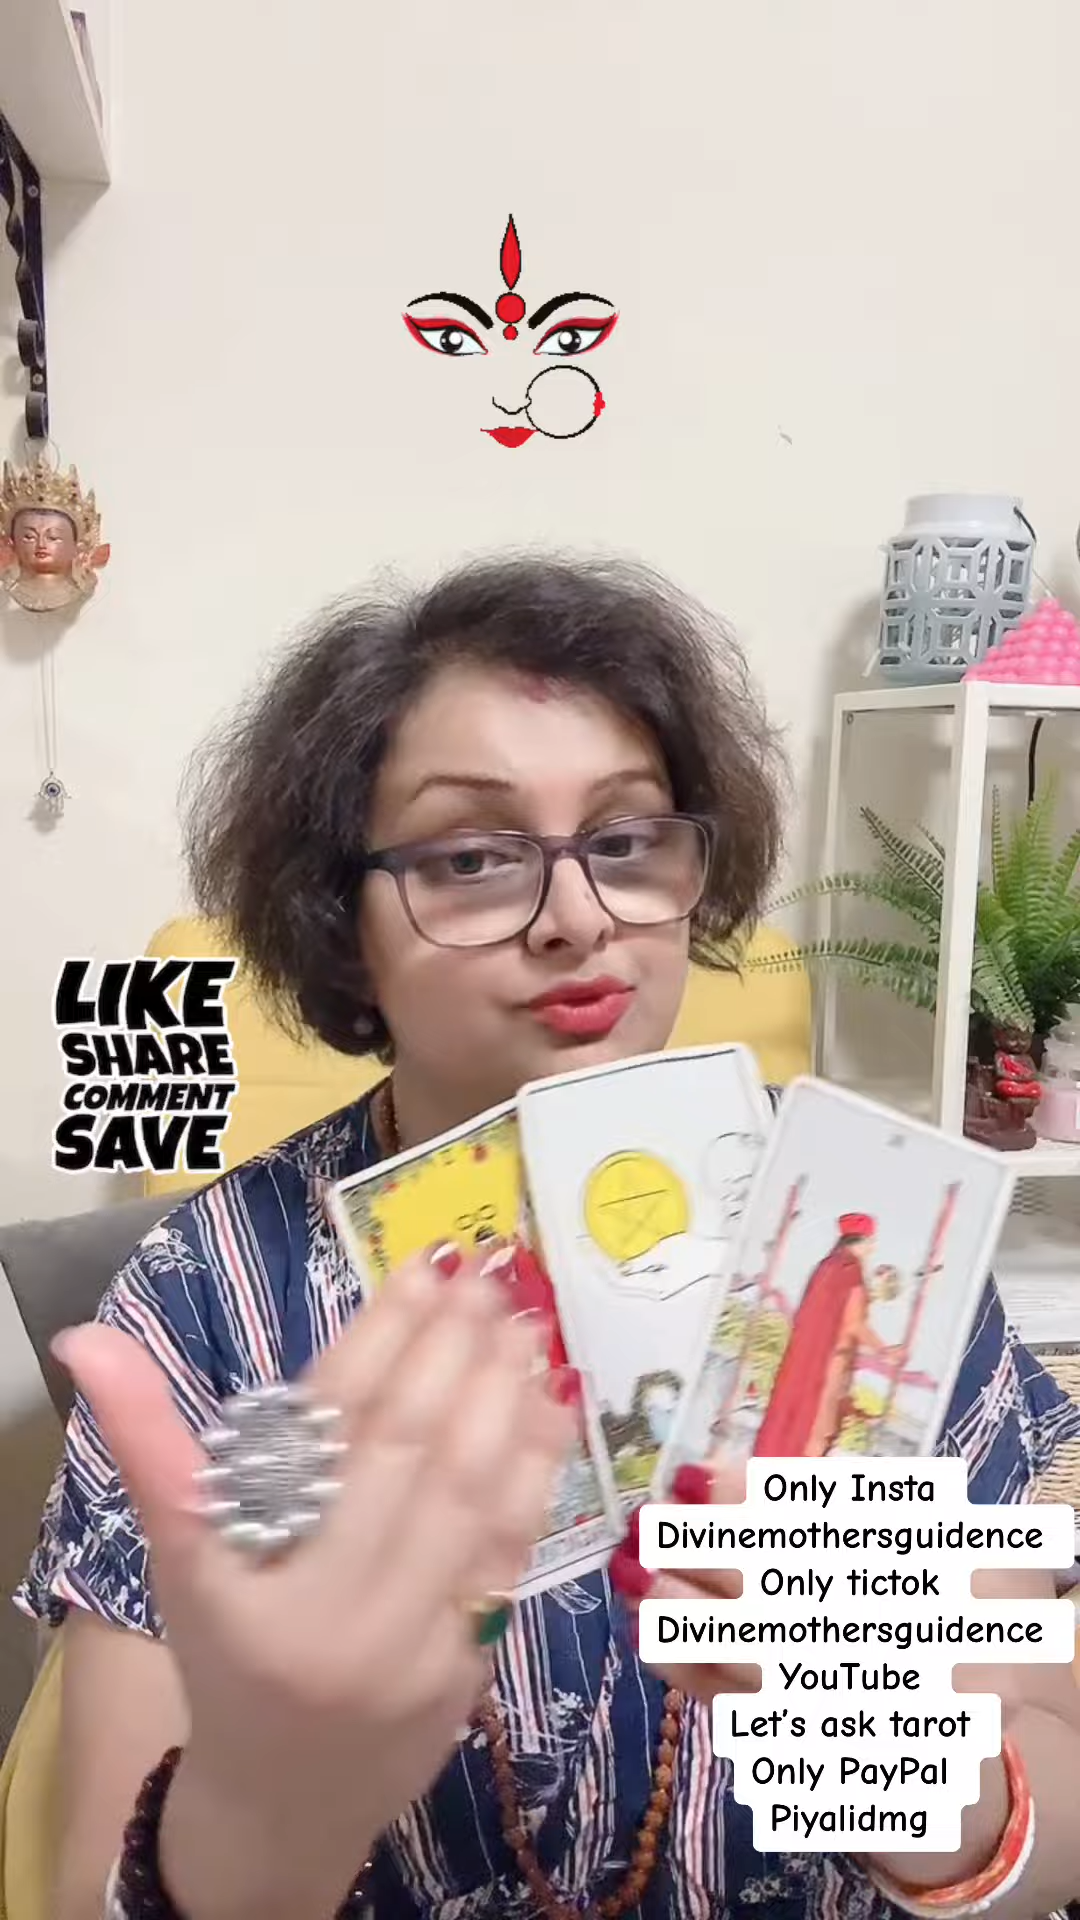 LIKE
SHARE
COMMENT
SAVE
Only Insta
Divinemothersguidence
Only tictok
Divinemothersguidence
YouTube
Let's ask tarot
Only PayPal
Piyalidmg